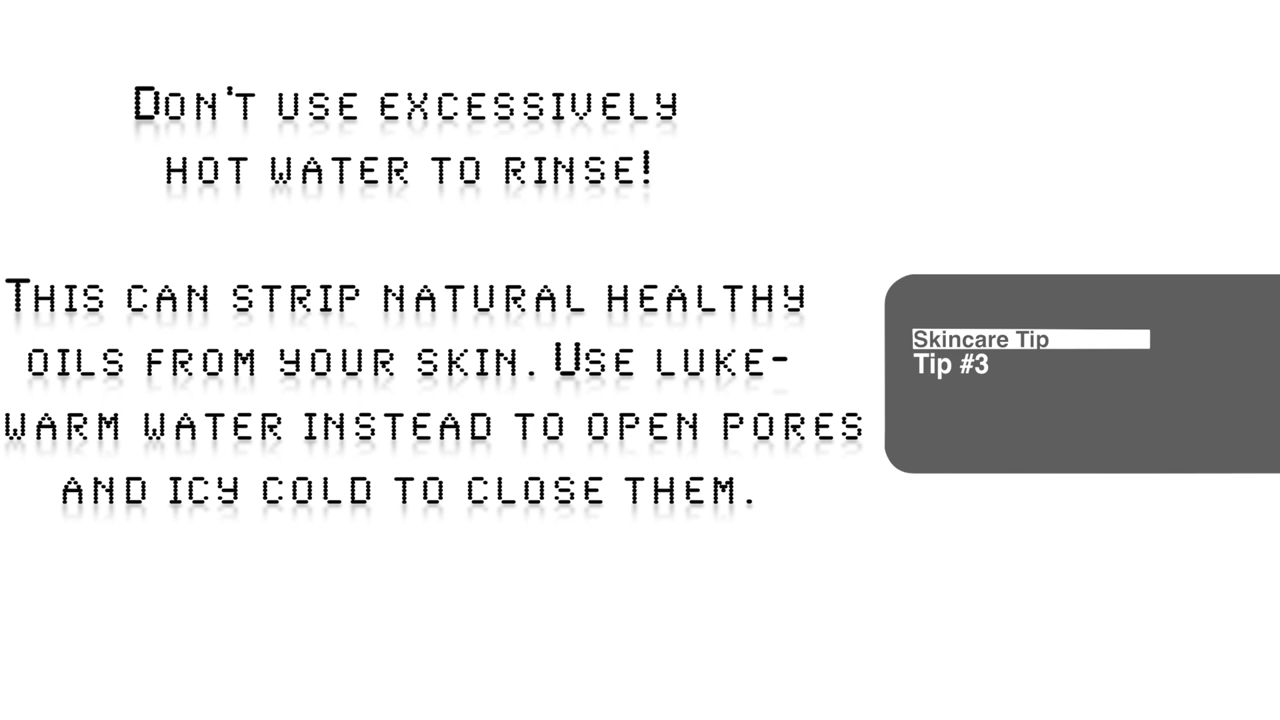 Don't use excessively
hot water to rinse!
This can strip natural healthy
oils from your skin. Use luke-
warm water instead to open pores
and icy cold to close them.
Skincare Tip
Tip #3